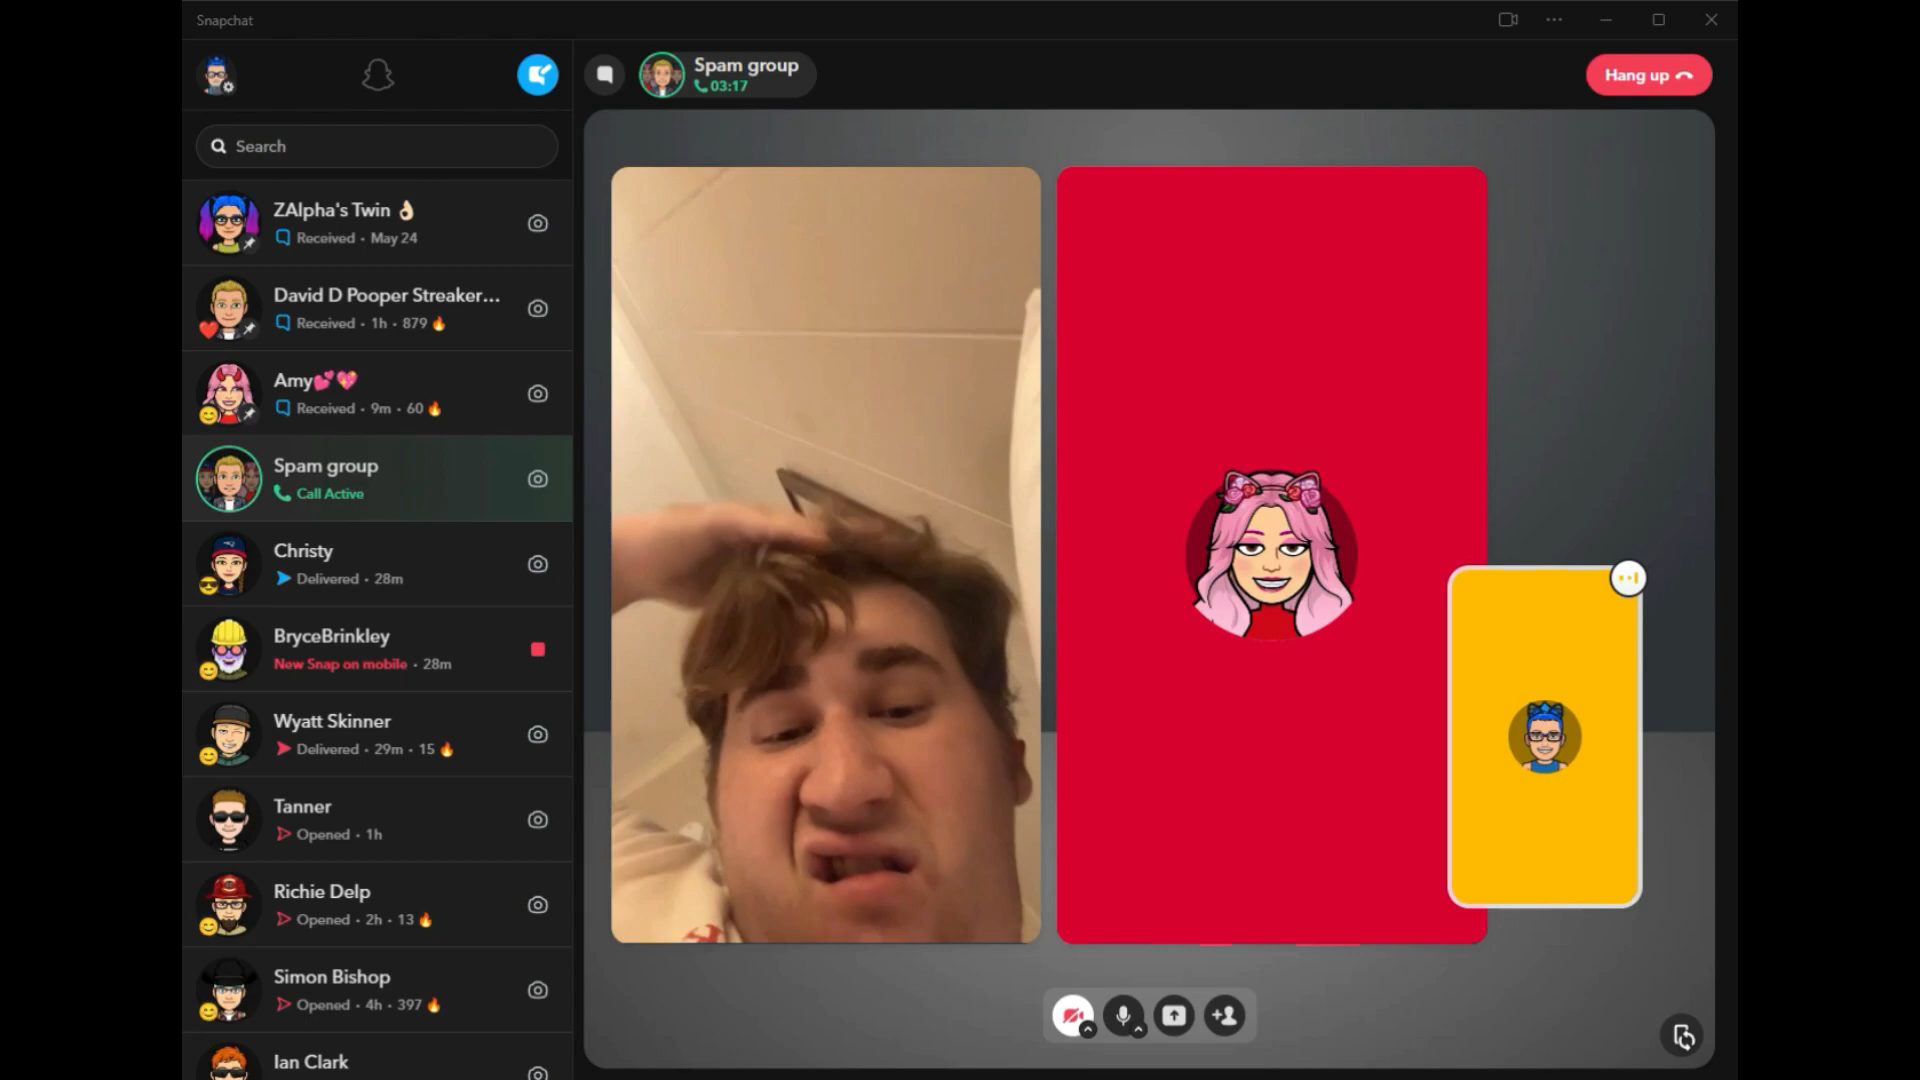 Snapchat
Search
ZAlpha's Twin 👌🏻
Received · May 24
David D Pooper Streaker...
Received · 1h · 879 🔥
Amy💕💖
Received · 9m · 60 🔥
Spam group
Call Active
Christy
Delivered · 28m
BryceBrinkley
New Snap on mobile · 28m
Wyatt Skinner
Delivered · 29m · 15 🔥
Tanner
Opened · 1h
Richie Delp
Opened · 2h · 13 🔥
Simon Bishop
Opened · 4h · 397 🔥
Ian Clark
Spam group
03:17
Hang up